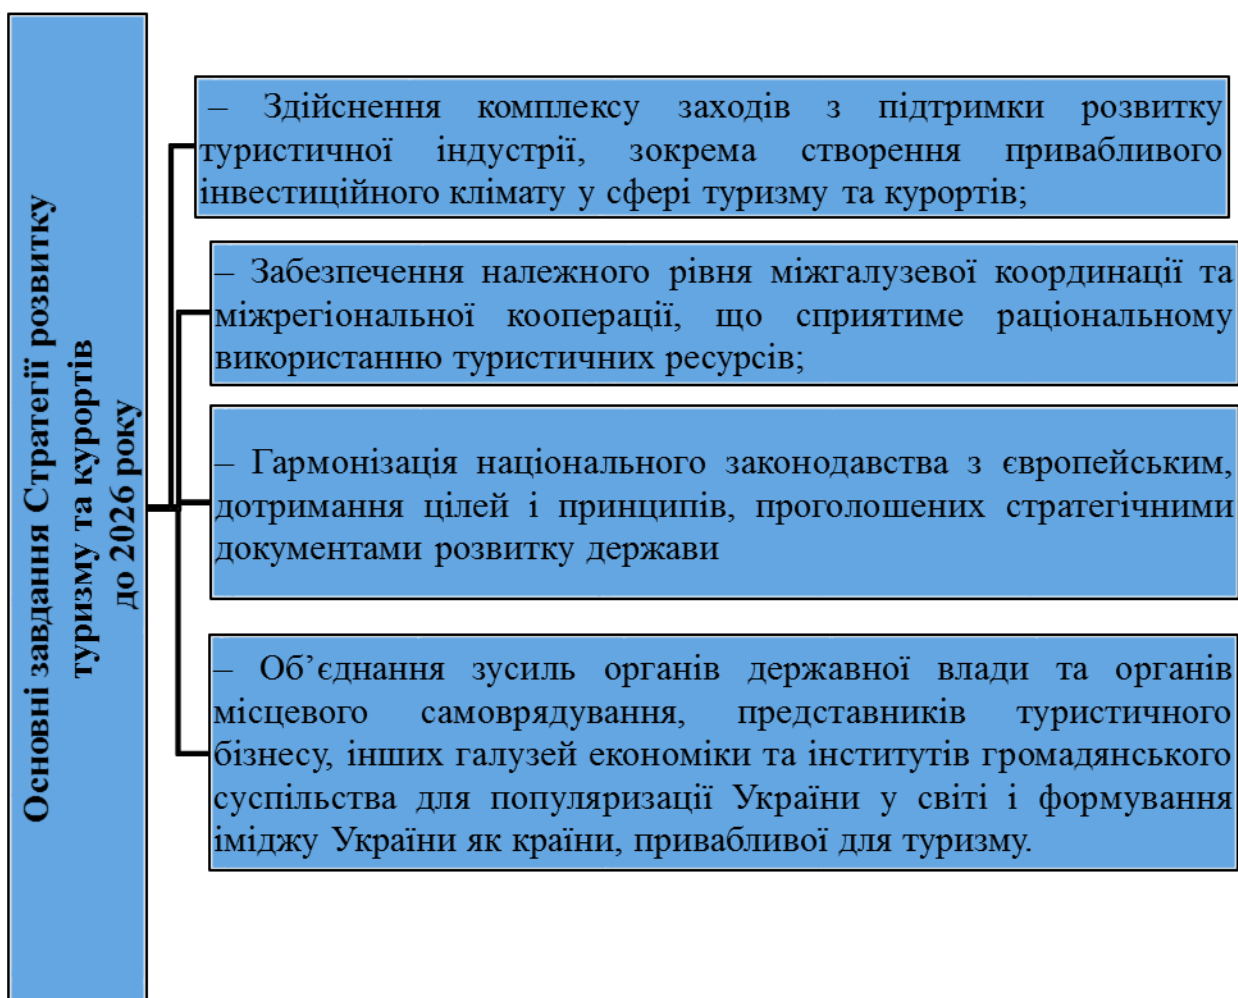 Основні завдання Стратегії розвитку
туризму та курортів
до 2026 року
– Здійснення комплексу заходів з підтримки розвитку
туристичної індустрії, зокрема створення привабливого
інвестиційного клімату у сфері туризму та курортів;
– Забезпечення належного рівня міжгалузевої координації та
міжрегіональної кооперації, що сприятиме раціональному
використанню туристичних ресурсів;
– Гармонізація національного законодавства з європейським,
дотримання цілей і принципів, проголошених стратегічними
документами розвитку держави
– Об’єднання зусиль органів державної влади та органів
місцевого самоврядування, представників туристичного
бізнесу, інших галузей економіки та інститутів громадянського
суспільства для популяризації України у світі і формування
іміджу України як країни, привабливої для туризму.